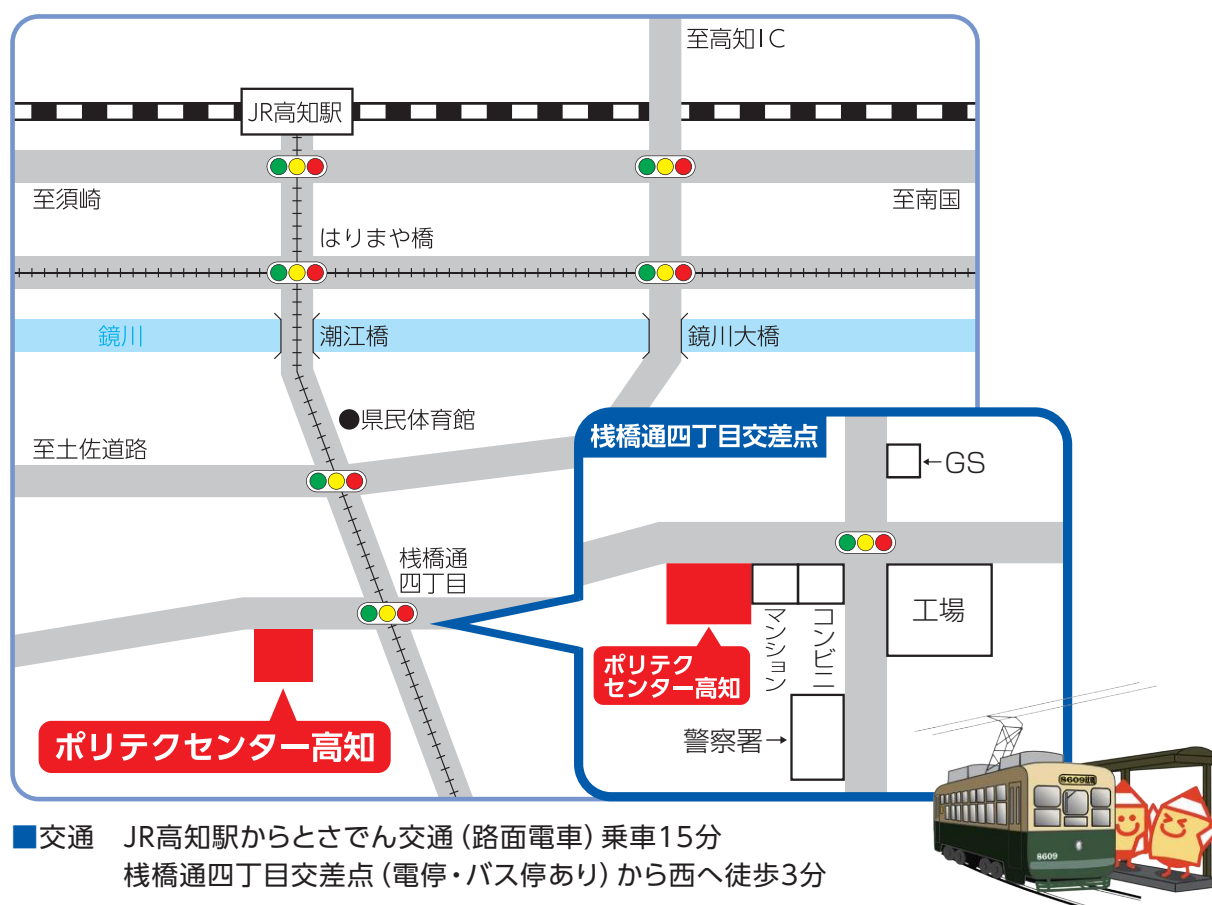 至高知IC
JR高知駅
至須崎
至南国
はりまや橋
鏡川
潮江橋
鏡川大橋
県民体育館
至土佐道路
桟橋通
四丁目
ポリテクセンター高知
桟橋通四丁目交差点
←GS
マンション
コンビニ
工場
ポリテク
センター高知
警察署→
8609
8609
■交通 JR高知駅からとさでん交通(路面電車)乗車15分
桟橋通四丁目交差点(電停・バス停あり)から西へ徒歩3分